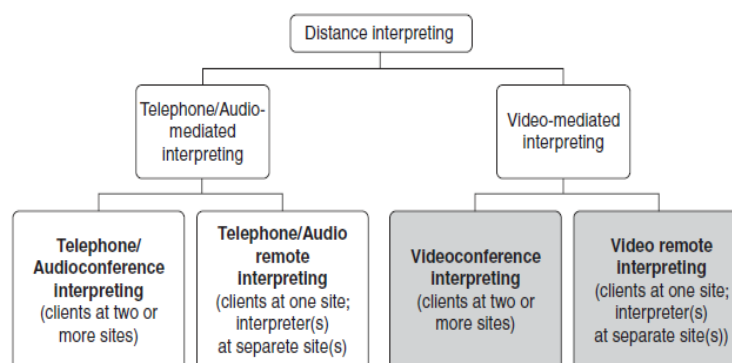 Distance interpreting
Telephone/Audio-
mediated
interpreting
Video-mediated
interpreting
Telephone/
Audioconference
interpreting
(clients at two or
more sites)
Telephone/Audio
remote
interpreting
(clients at one site;
interpreter(s)
at separete site(s)
Videoconference
interpreting
(clients at two or
more sites)
Video remote
interpreting
(clients at one site;
interpreter(s)
at separate site(s))